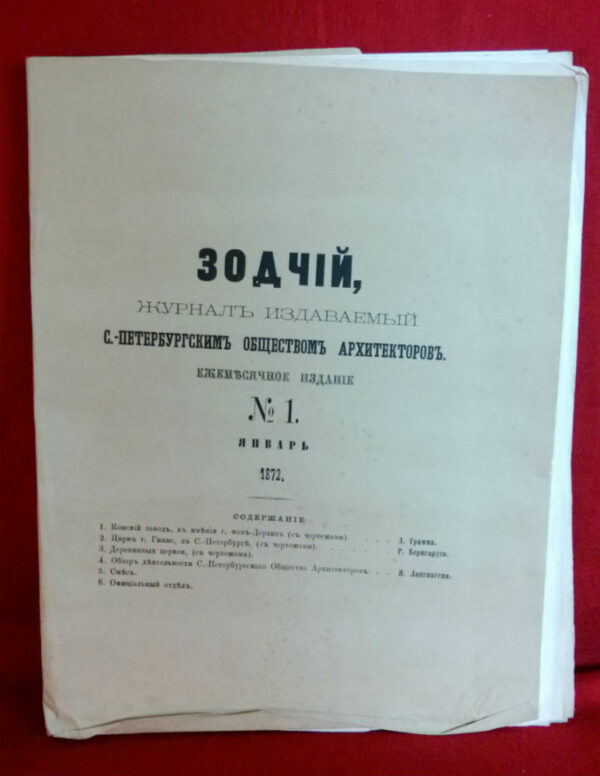 ЗОДЧІЙ,
ЖУРНАЛЪ ИЗДАВАЕМЫЙ
С.-ПЕТЕРБУРГСКИМЪ ОБЩЕСТВОМЪ АРХИТЕКТОРОВЪ.
ЕЖЕМѢСЯЧНОЕ ИЗДАНІЕ
№ 1.
ЯНВАРЬ
1872.
СОДЕРЖАНІЕ:
1. Конскій заводъ, въ имѣніи г. фонъ-Дервизъ (съ чертежами). . . . Д. Гримма.
2. Циркъ г. Гинне, въ С.-Петербургѣ, (съ чертежами). . . . . Р. Бернгардта.
3. Деревянныя церкви, (съ чертежами). . . . . . . . Я. Лангвагена.
4. Обзоръ дѣятельности С.-Петербургскаго Общества Архитекторовъ. . .
5. Смѣсь.
6. Оффиціальный отдѣлъ.